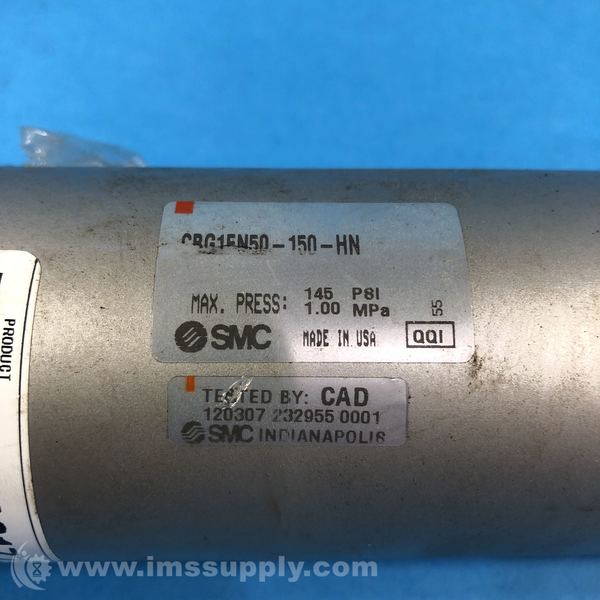 CBG1FN50-150-HN
MAX. PRESS: 145 PSI
1.00 MPa
55
SMC MADE IN USA QQI
TESTED BY: CAD
120307 232955 0001
SMC INDIANAPOLIS
PRODUCT
www.imssupply.com